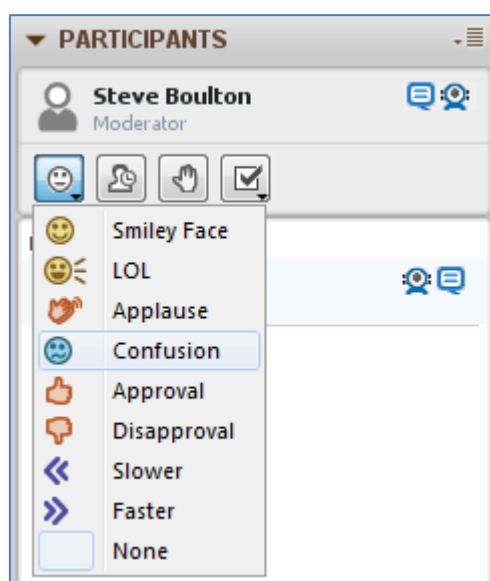 PARTICIPANTS
Steve Boulton
Moderator
Smiley Face
LOL
Applause
Confusion
Approval
Disapproval
Slower
Faster
None